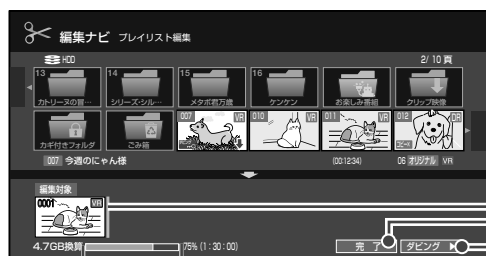 編集ナビ プレイリスト編集
HDD 2/ 10 頁
13 14 15 16
カトリーヌの冒… シリーズ・シル… メタボ君万歳 ケンケン お楽しみ番組 クリップ映像
カギ付きフォルダ ごみ箱 007 VR 010 VR 011 VR 012 DR
コピー×
007 今週のにゃん様 (00:12:34) 06 オリジナル VR
編集対象
0001 VR
4.7GB換算 75% (1 : 30 : 00) 完 了 ダビング